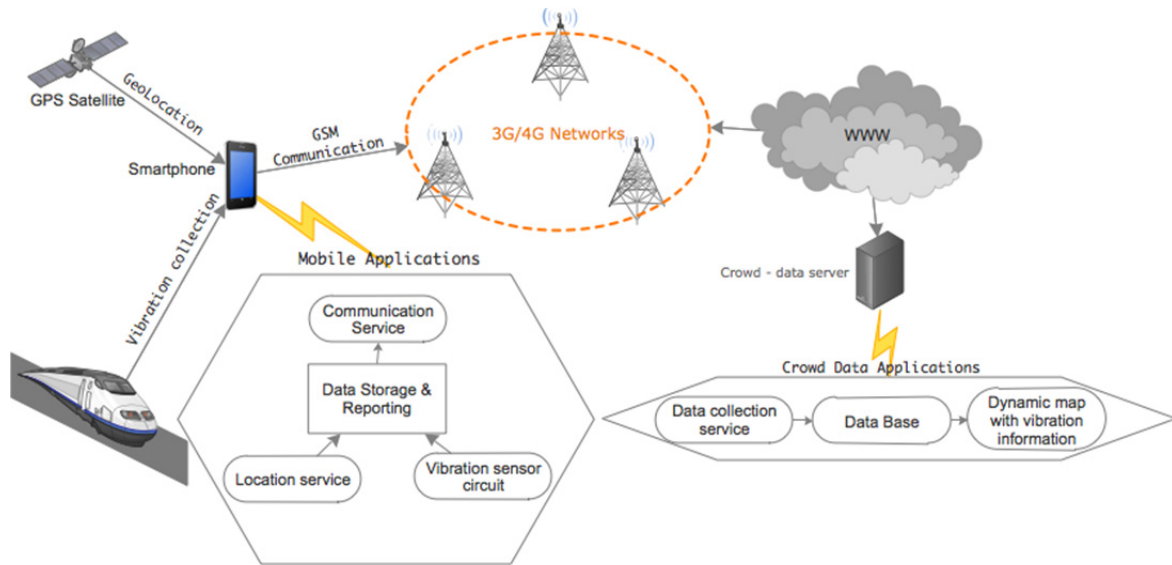 GPS Satellite
GeoLocation
Smartphone
GSM
Communication
3G/4G Networks
WWW
Vibration collection
Crowd - data server
Mobile Applications
Communication
Service
Data Storage &
Reporting
Location service
Vibration sensor
circuit
Crowd Data Applications
Data collection
service
Data Base
Dynamic map
with vibration
information